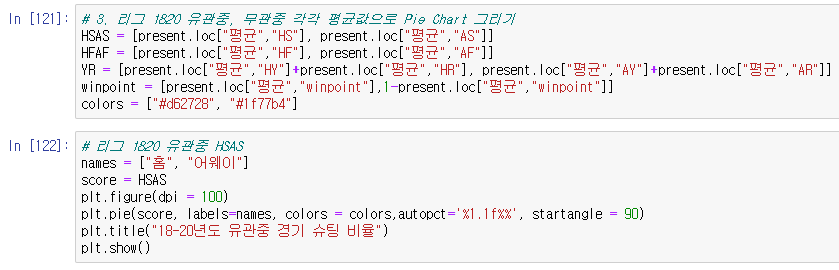 In [121]:
# 3. 리그 1&20 유관중, 무관중 각각 평균값으로 Pie Chart 그리기
HSAS = [present.loc["평균","HS"], present.loc["평균","AS"]]
HFAF = [present.loc["평균","HF"], present.loc["평균","AF"]]
YR = [present.loc["평균","HY"]+present.loc["평균","HR"], present.loc["평균","AY"]+present.loc["평균","AR"]]
winpoint = [present.loc["평균","winpoint"],1-present.loc["평균","winpoint"]]
colors = ["#d62728", "#1f77b4"]
In [122]:
# 리그 1&20 유관중 HSAS
names = ["홈", "어웨이"]
score = HSAS
plt.figure(dpi = 100)
plt.pie(score, labels=names, colors = colors,autopct='%1.1f%%', startangle = 90)
plt.title("18-20년도 유관중 경기 슈팅 비율")
plt.show()